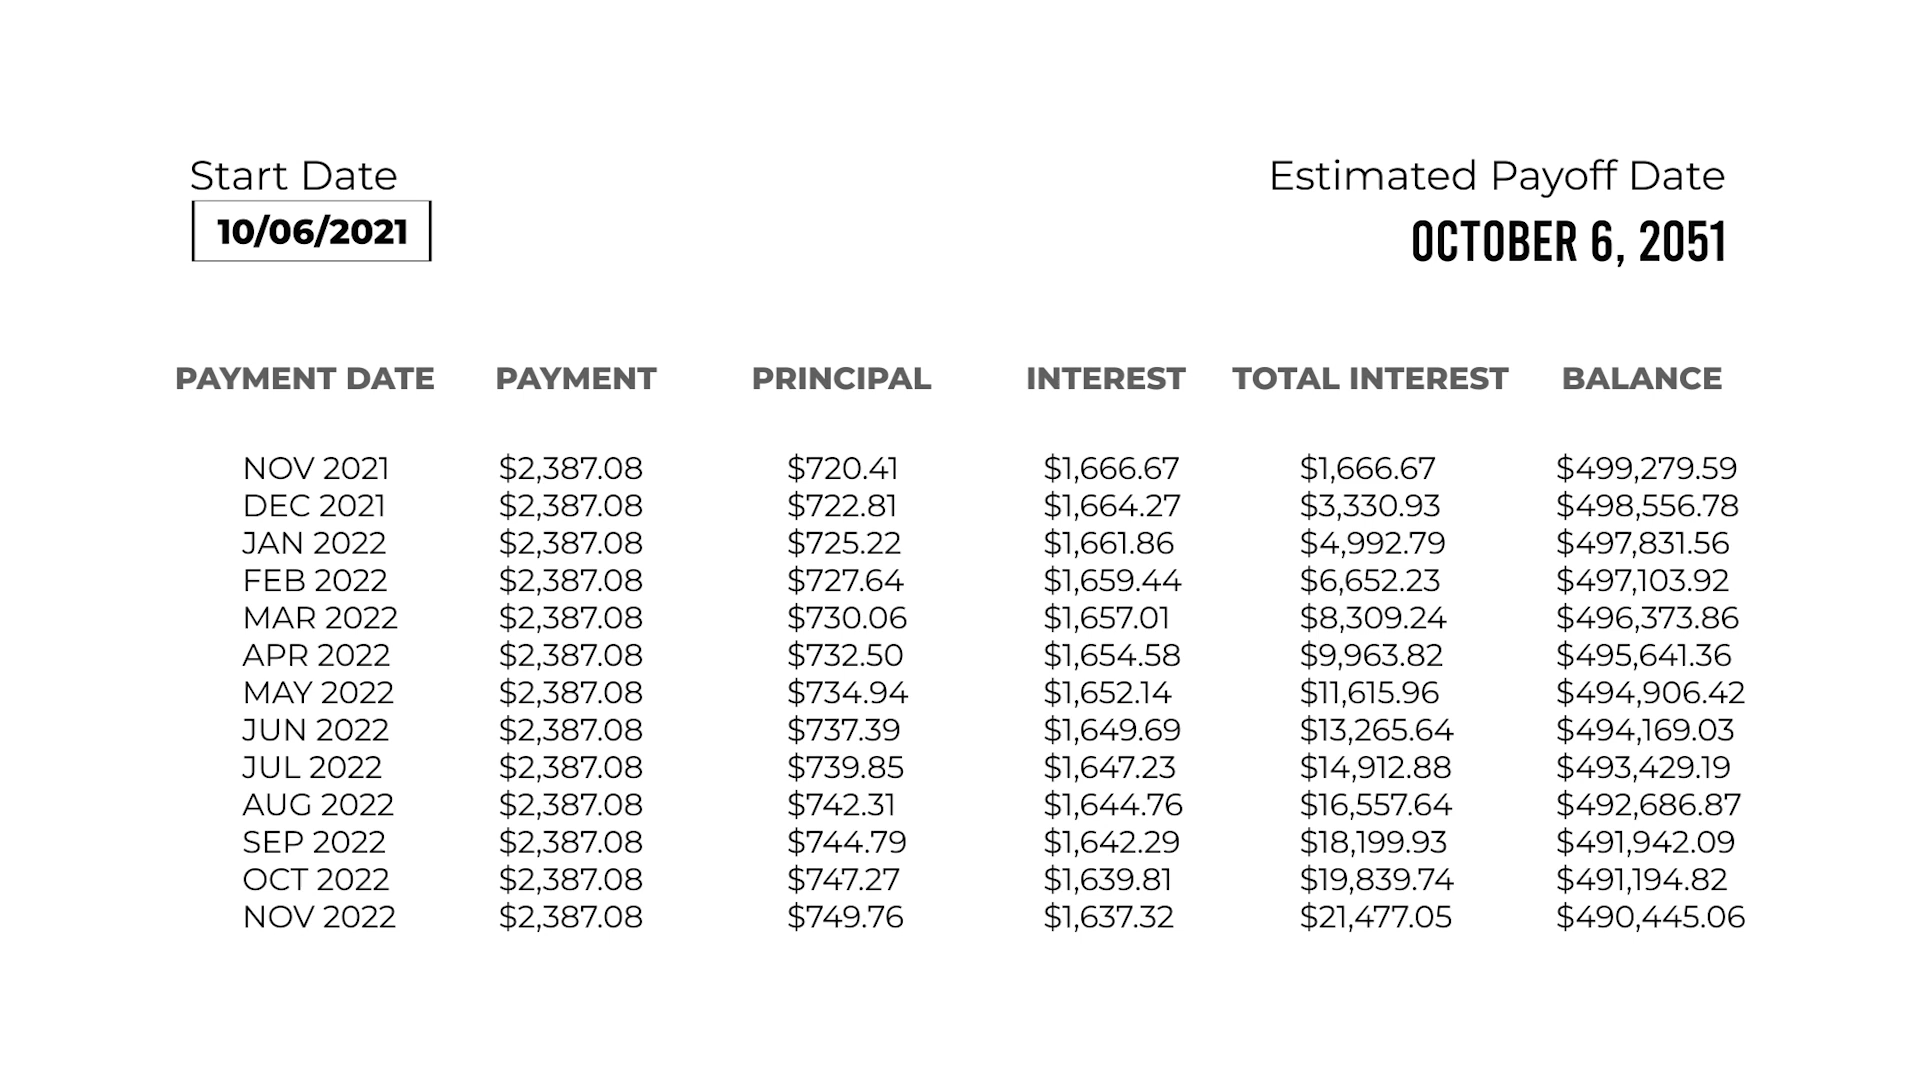 Start Date
Estimated Payoff Date
10/06/2021
OCTOBER 6, 2051
PAYMENT DATE PAYMENT PRINCIPAL INTEREST TOTAL INTEREST BALANCE
NOV 2021 $2,387.08 $720.41 $1,666.67 $1,666.67 $499,279.59
DEC 2021 $2,387.08 $722.81 $1,664.27 $3,330.93 $498,556.78
JAN 2022 $2,387.08 $725.22 $1,661.86 $4,992.79 $497,831.56
FEB 2022 $2,387.08 $727.64 $1,659.44 $6,652.23 $497,103.92
MAR 2022 $2,387.08 $730.06 $1,657.01 $8,309.24 $496,373.86
APR 2022 $2,387.08 $732.50 $1,654.58 $9,963.82 $495,641.36
MAY 2022 $2,387.08 $734.94 $1,652.14 $11,615.96 $494,906.42
JUN 2022 $2,387.08 $737.39 $1,649.69 $13,265.64 $494,169.03
JUL 2022 $2,387.08 $739.85 $1,647.23 $14,912.88 $493,429.19
AUG 2022 $2,387.08 $742.31 $1,644.76 $16,557.64 $492,686.87
SEP 2022 $2,387.08 $744.79 $1,642.29 $18,199.93 $491,942.09
OCT 2022 $2,387.08 $747.27 $1,639.81 $19,839.74 $491,194.82
NOV 2022 $2,387.08 $749.76 $1,637.32 $21,477.05 $490,445.06